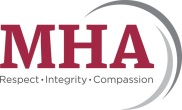 MHA
Respect • Integrity • Compassion